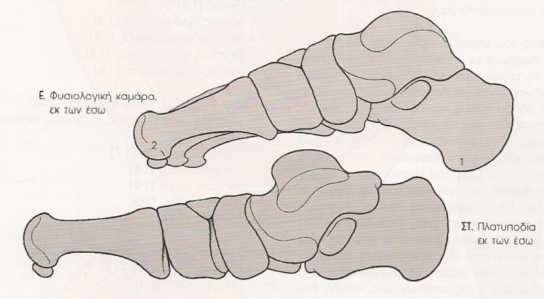 Ε. Φυσιολογική καμάρα,
εκ των έσω
2
1
ΣΤ. Πλατυποδία
εκ των έσω